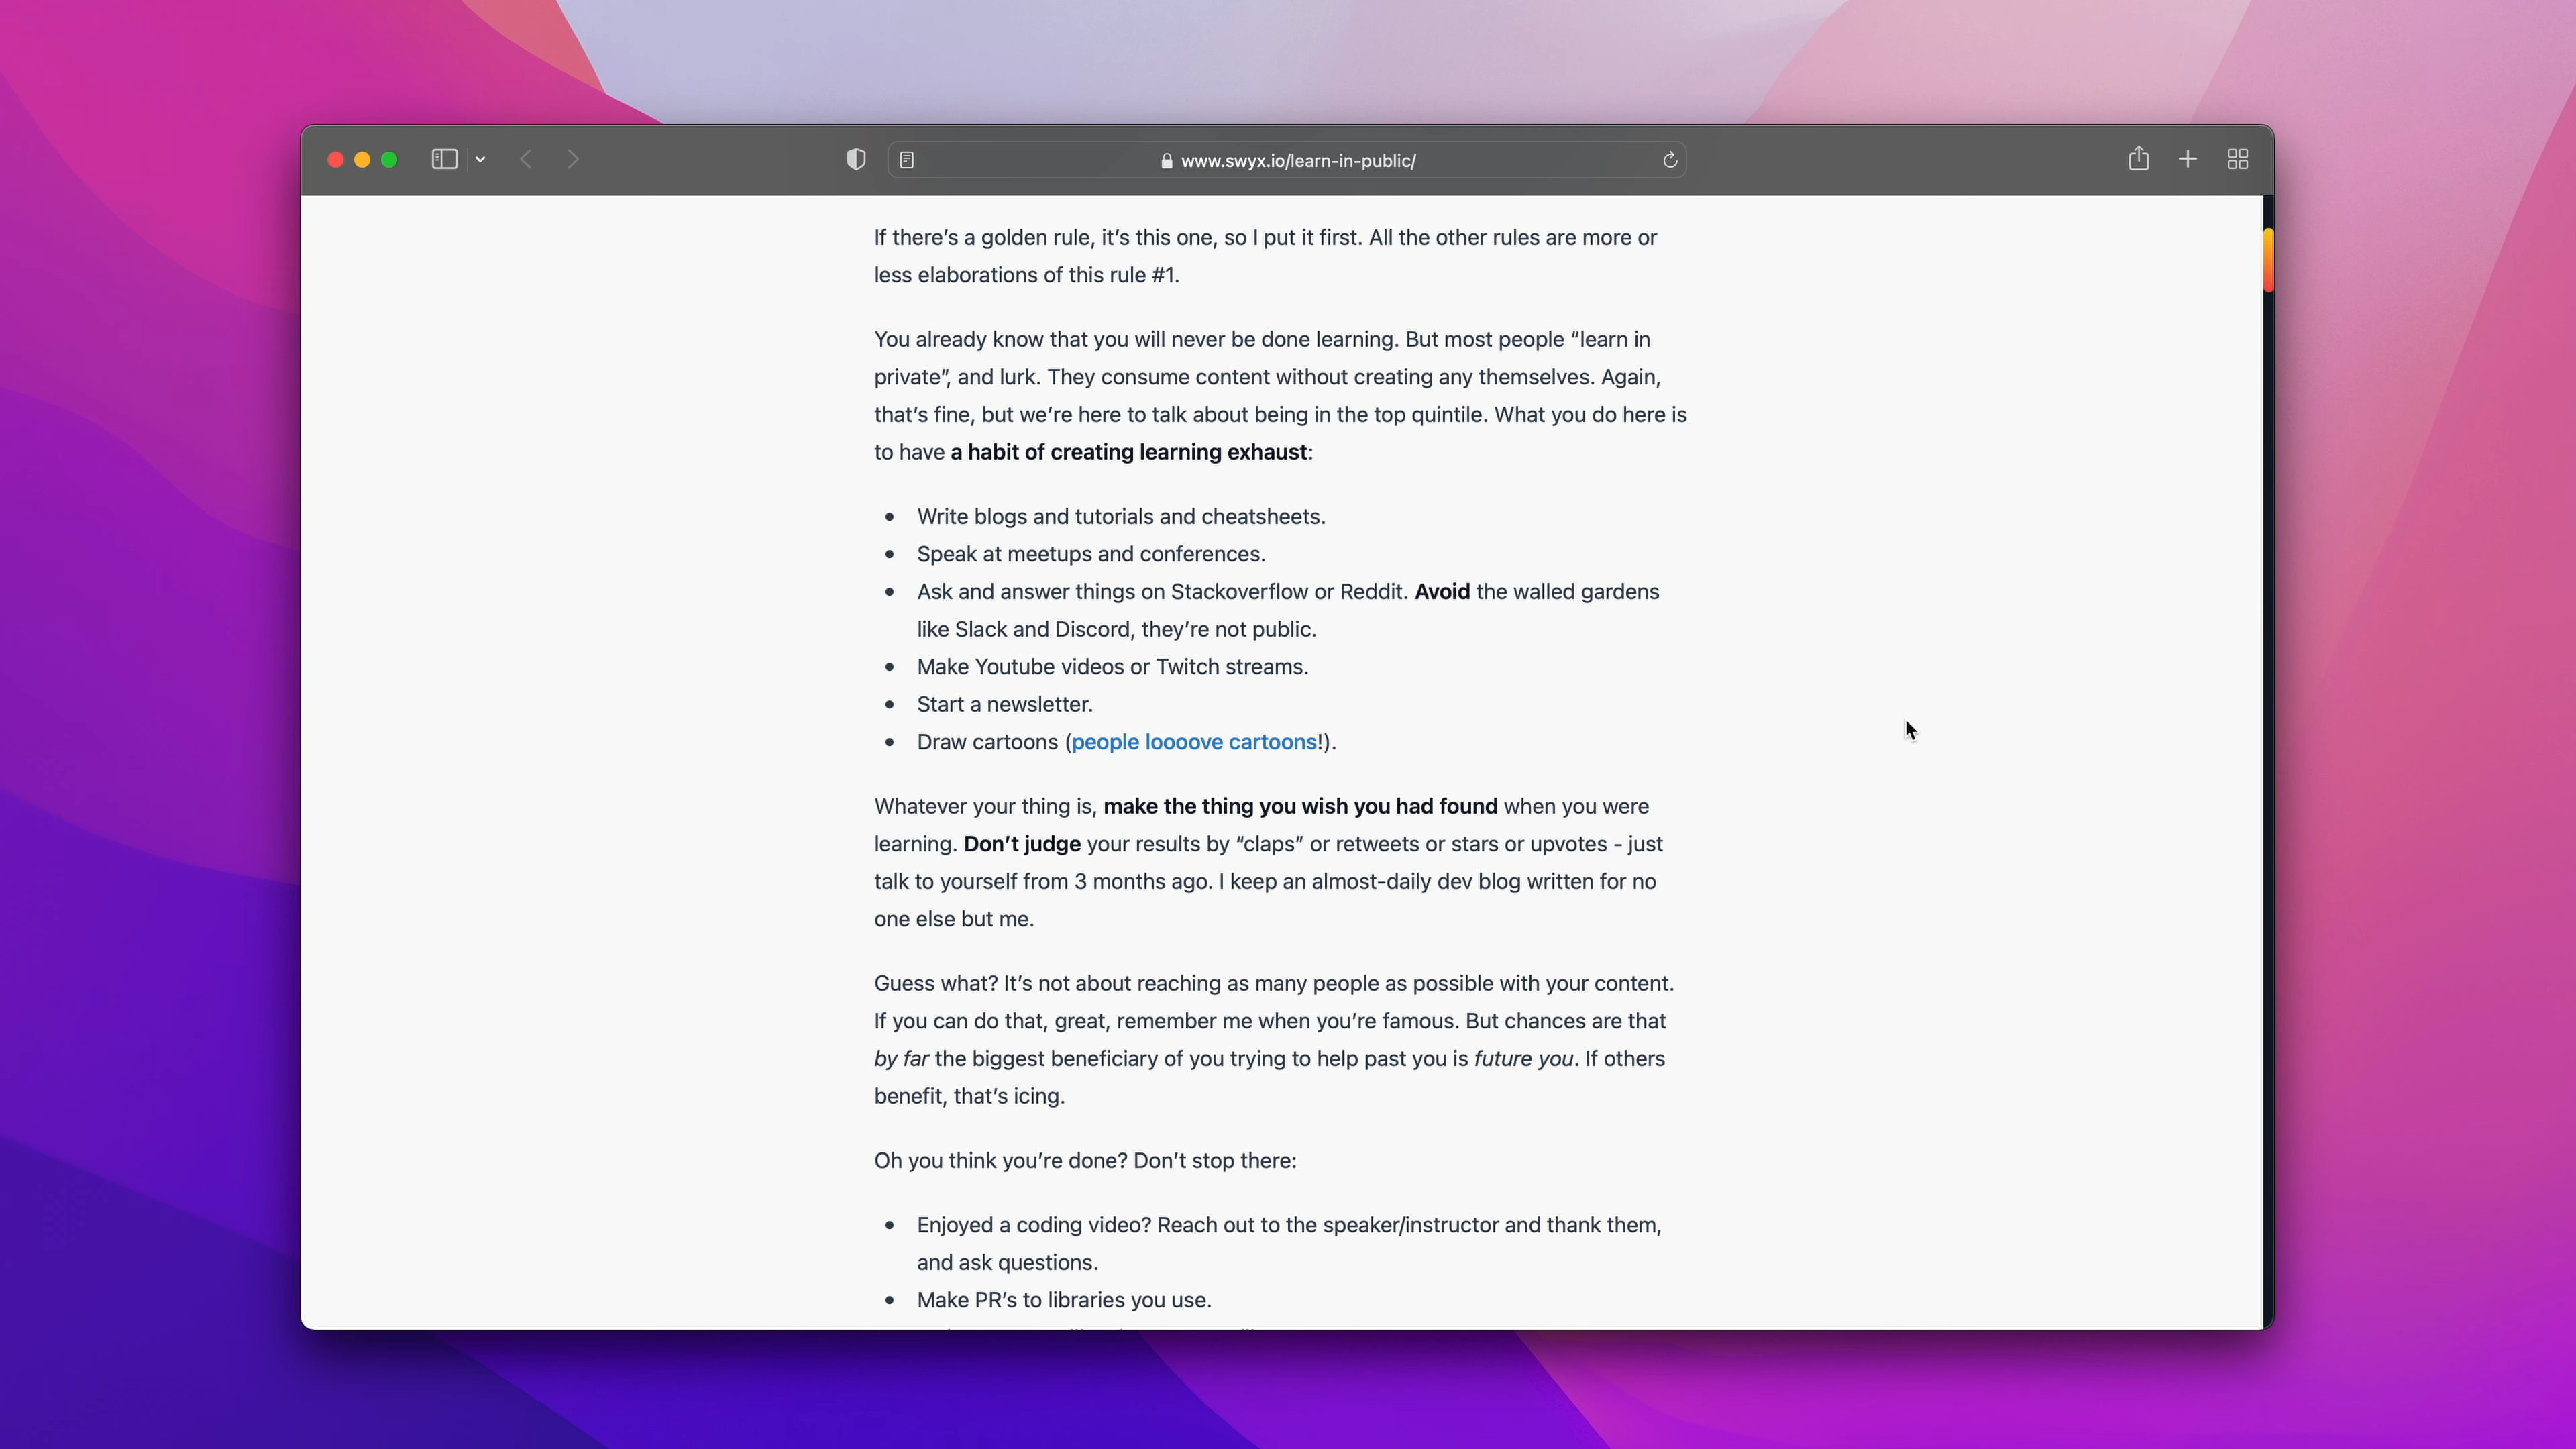 www.swyx.io/learn-in-public/
If there’s a golden rule, it’s this one, so I put it first. All the other rules are more or
less elaborations of this rule #1.
You already know that you will never be done learning. But most people “learn in
private”, and lurk. They consume content without creating any themselves. Again,
that’s fine, but we’re here to talk about being in the top quintile. What you do here is
to have a habit of creating learning exhaust:
• Write blogs and tutorials and cheatsheets.
• Speak at meetups and conferences.
• Ask and answer things on Stackoverflow or Reddit. Avoid the walled gardens
like Slack and Discord, they’re not public.
• Make Youtube videos or Twitch streams.
• Start a newsletter.
• Draw cartoons (people loooove cartoons!).
Whatever your thing is, make the thing you wish you had found when you were
learning. Don’t judge your results by “claps” or retweets or stars or upvotes - just
talk to yourself from 3 months ago. I keep an almost-daily dev blog written for no
one else but me.
Guess what? It’s not about reaching as many people as possible with your content.
If you can do that, great, remember me when you’re famous. But chances are that
by far the biggest beneficiary of you trying to help past you is future you. If others
benefit, that’s icing.
Oh you think you’re done? Don’t stop there:
• Enjoyed a coding video? Reach out to the speaker/instructor and thank them,
and ask questions.
• Make PR’s to libraries you use.